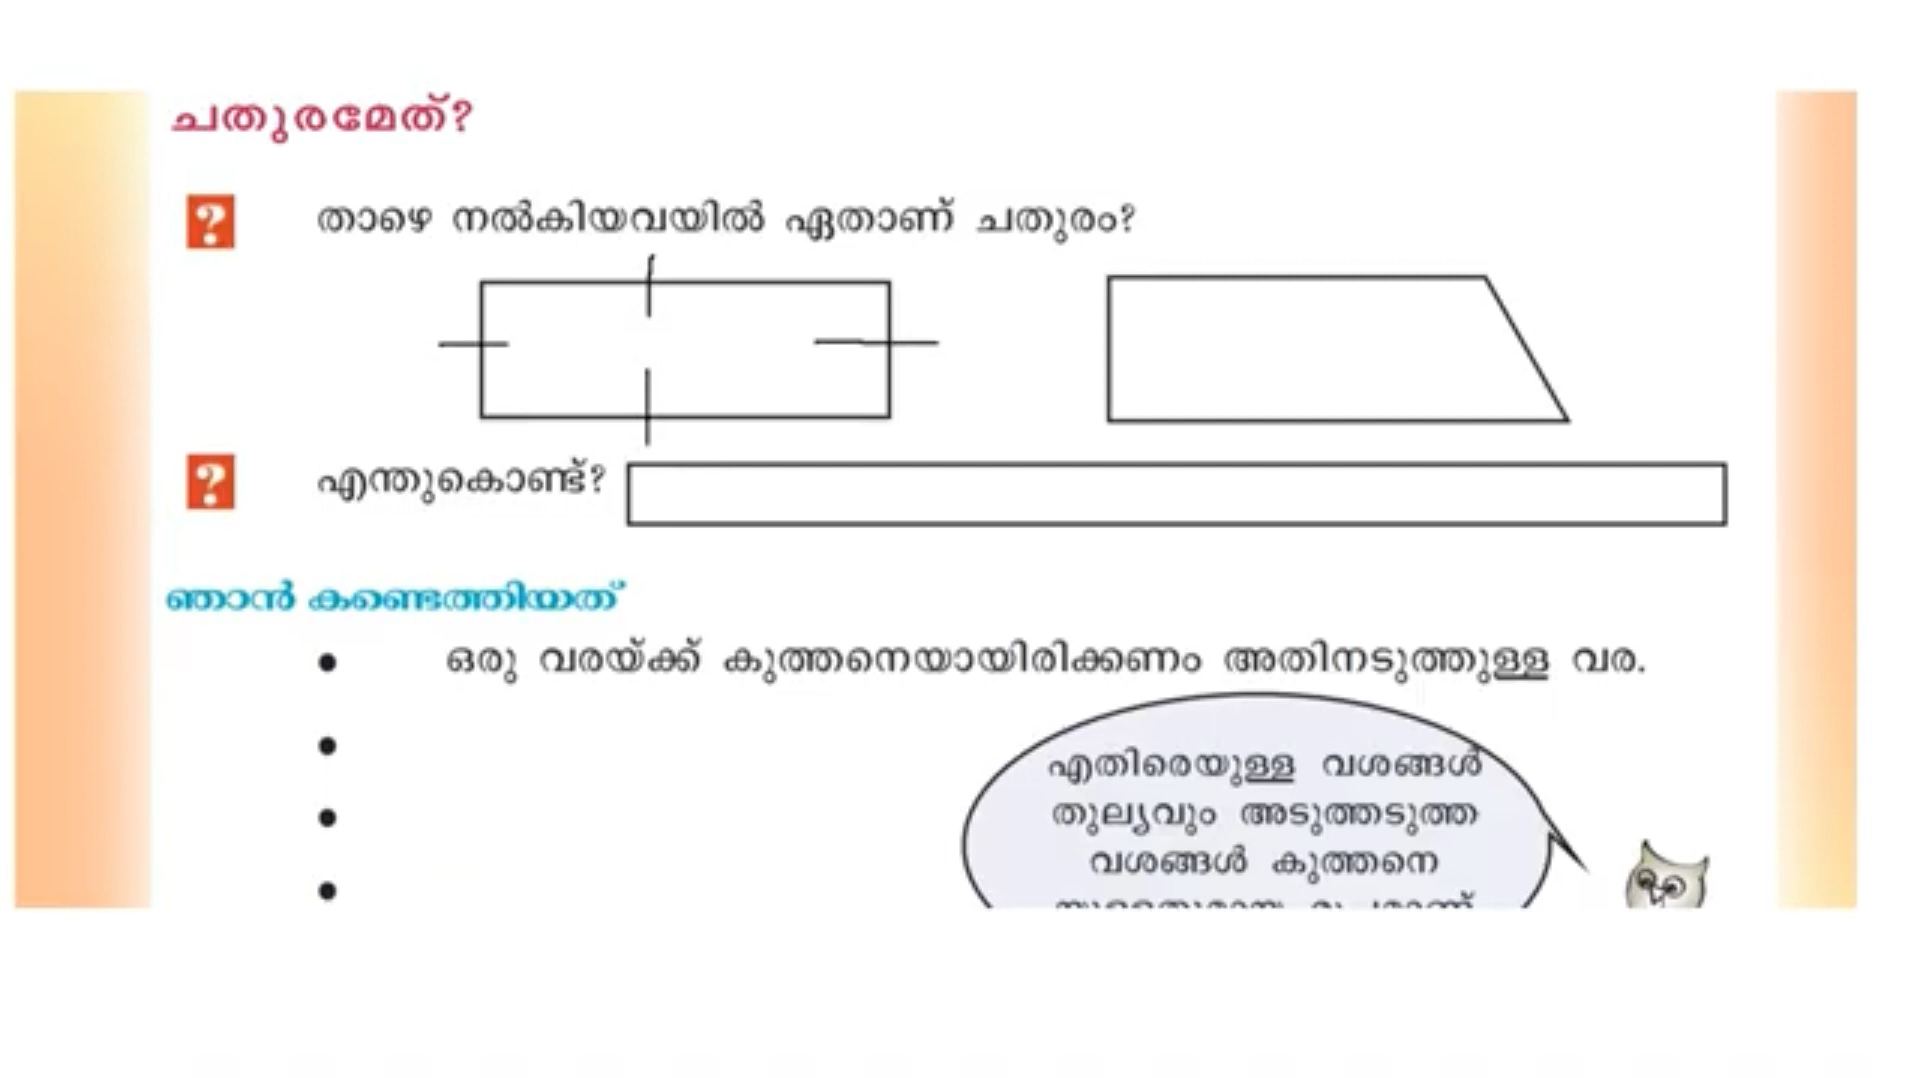 ചതുരമേത്?
? താഴെ നൽകിയവയിൽ ഏതാണ് ചതുരം?
? എന്തുകൊണ്ട്?
ഞാൻ കണ്ടെത്തിയത്
• ഒരു വരയ്ക്ക് കുത്തനെയായിരിക്കണം അതിനടുത്തുള്ള വര.
•
•
•
എതിരെയുള്ള വശങ്ങൾ
തുല്യവും അടുത്തടുത്ത
വശങ്ങൾ കുത്തനെ